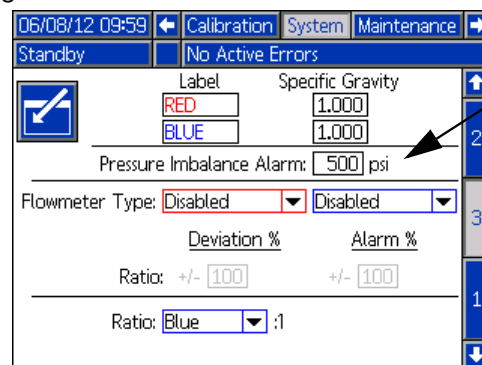 06/08/12 09:59 Calibration System Maintenance
Standby No Active Errors
Label Specific Gravity
RED 1.000
BLUE 1.000
Pressure Imbalance Alarm: 500 psi
Flowmeter Type: Disabled Disabled
Deviation % Alarm %
Ratio: +/- 100 +/- 100
Ratio: Blue :1
2
3
1